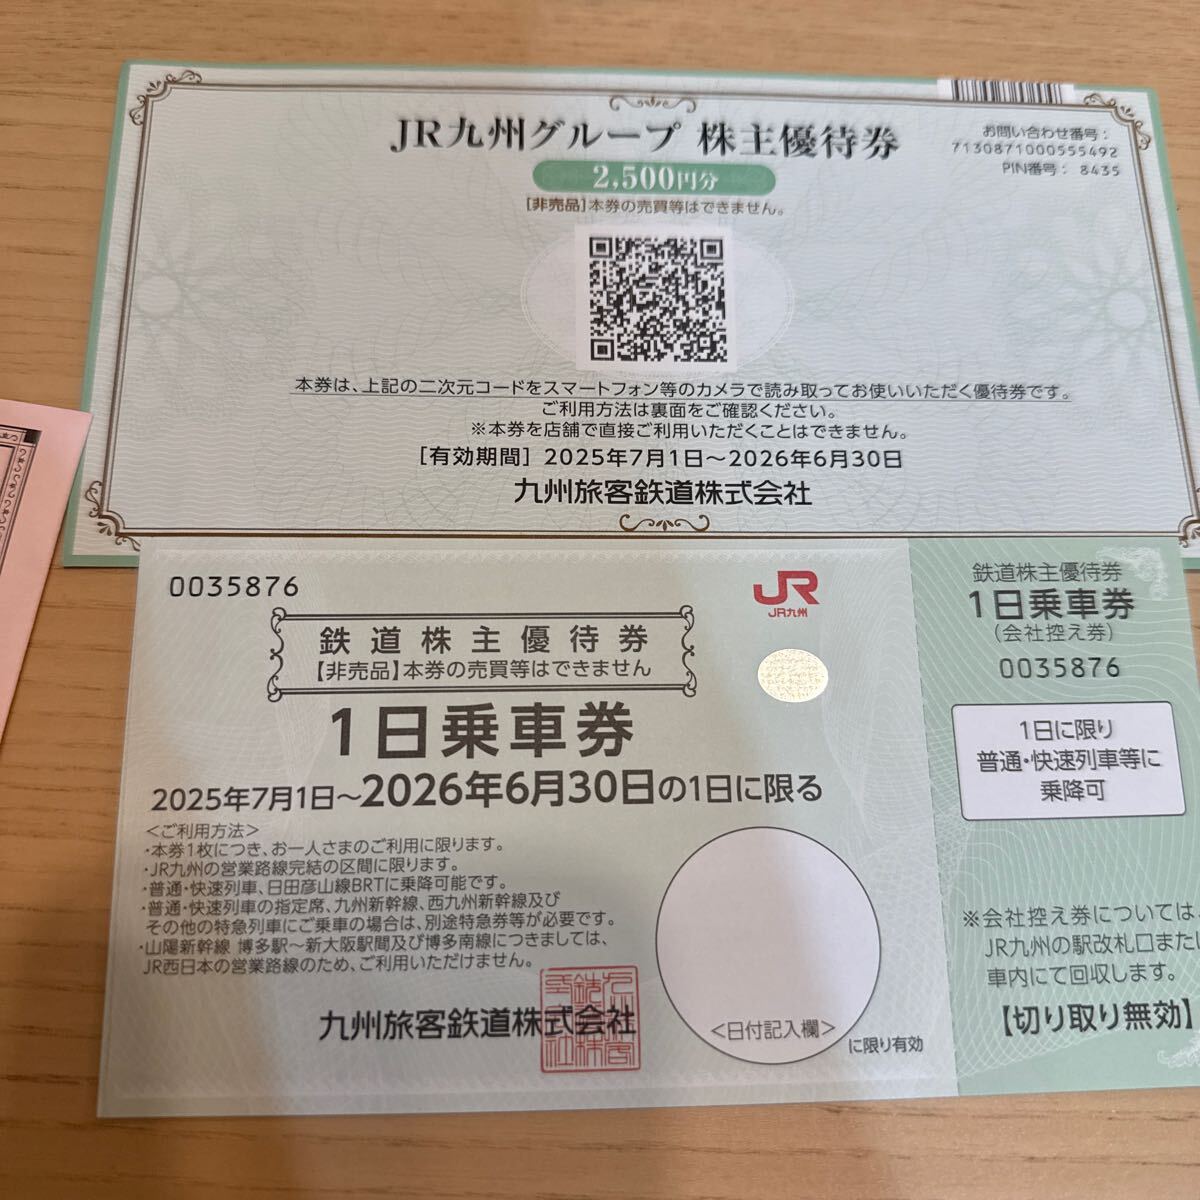 JR九州グループ 株主優待券
お問い合わせ番号：
7130871000555492
PIN番号： 8435
2,500円分
[非売品]本券の売買等はできません。
本券は、上記の二次元コードをスマートフォン等のカメラで読み取ってお使いいただく優待券です。
ご利用方法は裏面をご確認ください。
※本券を店舗で直接ご利用いただくことはできません。
[有効期間] 2025年7月1日～2026年6月30日
九州旅客鉄道株式会社
0035876
JR
JR九州
鉄道株主優待券
【非売品】本券の売買等はできません
1日乗車券
2025年7月1日～2026年6月30日の1日に限る
＜ご利用方法＞
・本券1枚につき、お一人さまのご利用に限ります。
・JR九州の営業路線完結の区間に限ります。
・普通・快速列車、日田彦山線BRTに乗降可能です。
・普通・快速列車の指定席、九州新幹線、西九州新幹線及び
その他の特急列車にご乗車の場合は、別途特急券等が必要です。
・山陽新幹線 博多駅～新大阪駅間及び博多南線につきましては、
JR西日本の営業路線のため、ご利用いただけません。
九州旅客鉄道株式会社
＜日付記入欄＞
に限り有効
鉄道株主優待券
1日乗車券
(会社控え券)
0035876
1日に限り
普通・快速列車等に
乗降可
※会社控え券については、
JR九州の駅改札口また
車内にて回収します。
【切り取り無効】